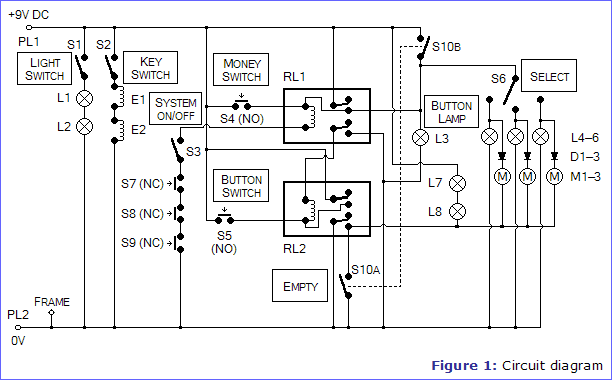 +9V DC
PL1
S1
S2
LIGHT
SWITCH
KEY
SWITCH
MONEY
SWITCH
RL1
S10B
S6
SELECT
L1
E1
SYSTEM
ON/OFF
S4 (NO)
BUTTON
LAMP
L2
E2
S3
L3
L4–6
D1–3
M
M
M
M1–3
S7 (NC)
BUTTON
SWITCH
L7
S8 (NC)
L8
S9 (NC)
S5
(NO)
RL2
S10A
EMPTY
FRAME
PL2
0V
Figure 1: Circuit diagram